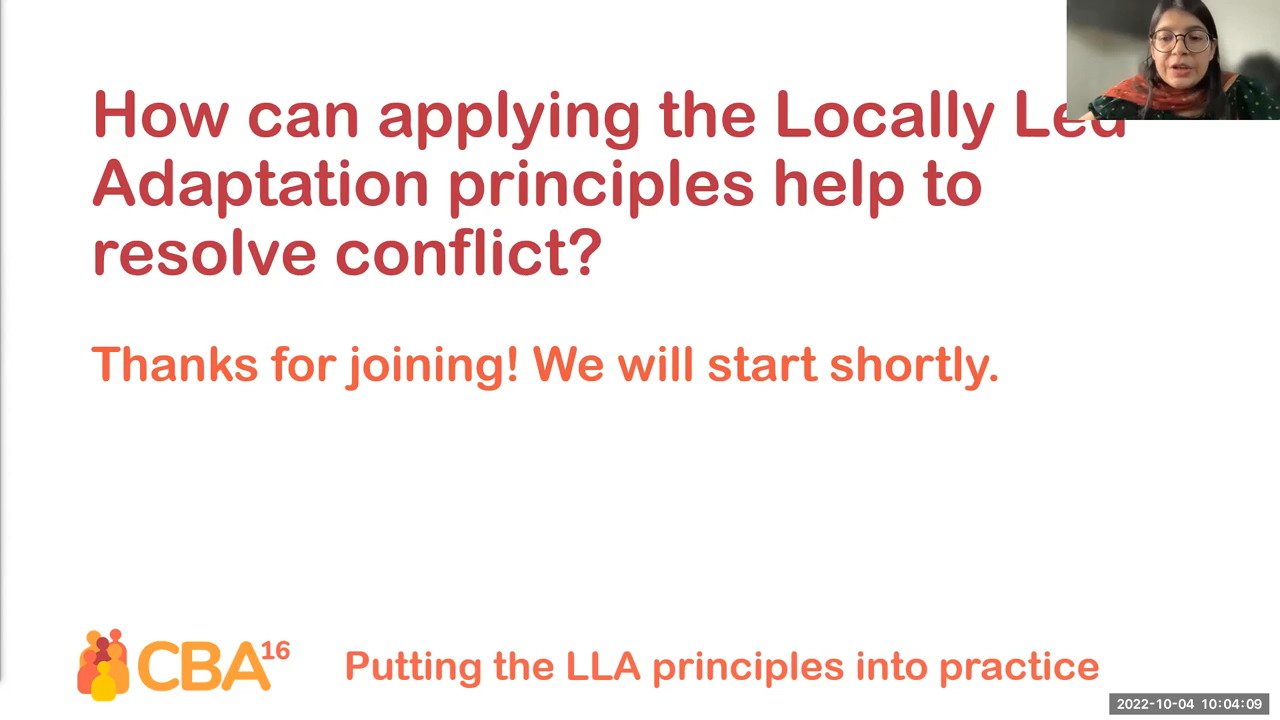 How can applying the Locally Led
Adaptation principles help to
resolve conflict?
Thanks for joining! We will start shortly.
CBA16
Putting the LLA principles into practice
2022-10-04 10:04:09